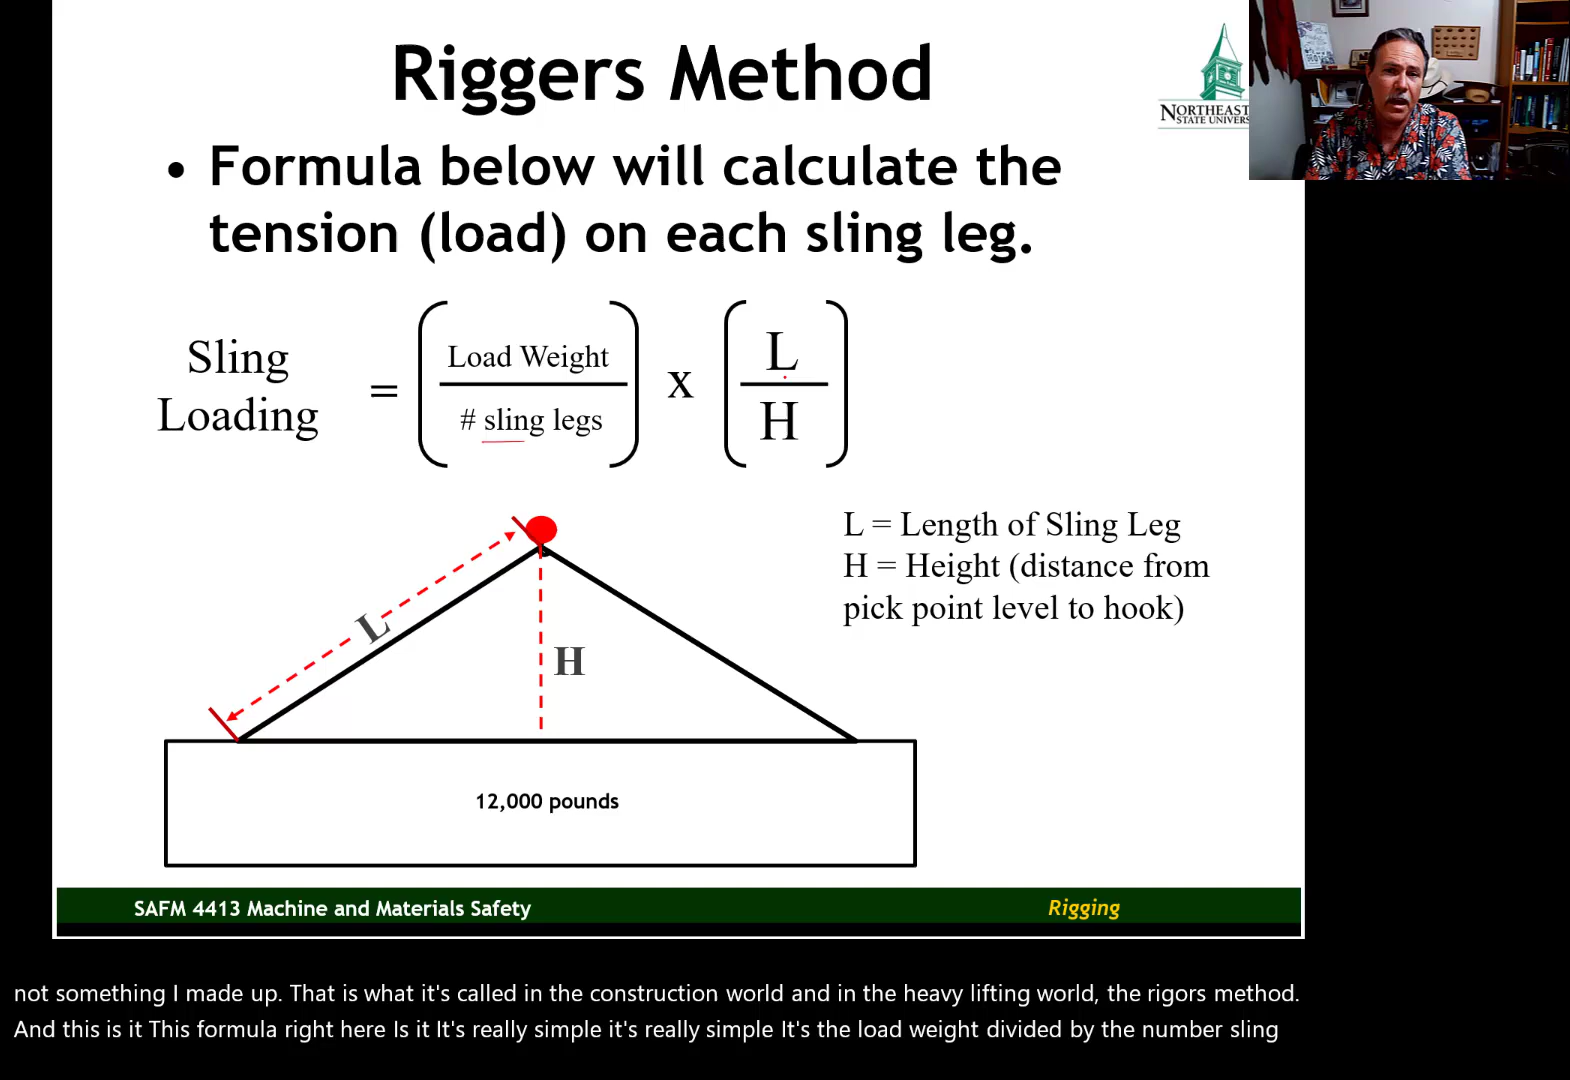 Riggers Method
NORTHEAST
STATE UNIVERS
• Formula below will calculate the
tension (load) on each sling leg.
Sling
Loading
=
Load Weight
# sling legs
x
L
H
L = Length of Sling Leg
H = Height (distance from
pick point level to hook)
L
H
12,000 pounds
SAFM 4413 Machine and Materials Safety
Rigging
not something I made up. That is what it's called in the construction world and in the heavy lifting world, the rigors method.
And this is it This formula right here Is it It's really simple it's really simple It's the load weight divided by the number sling